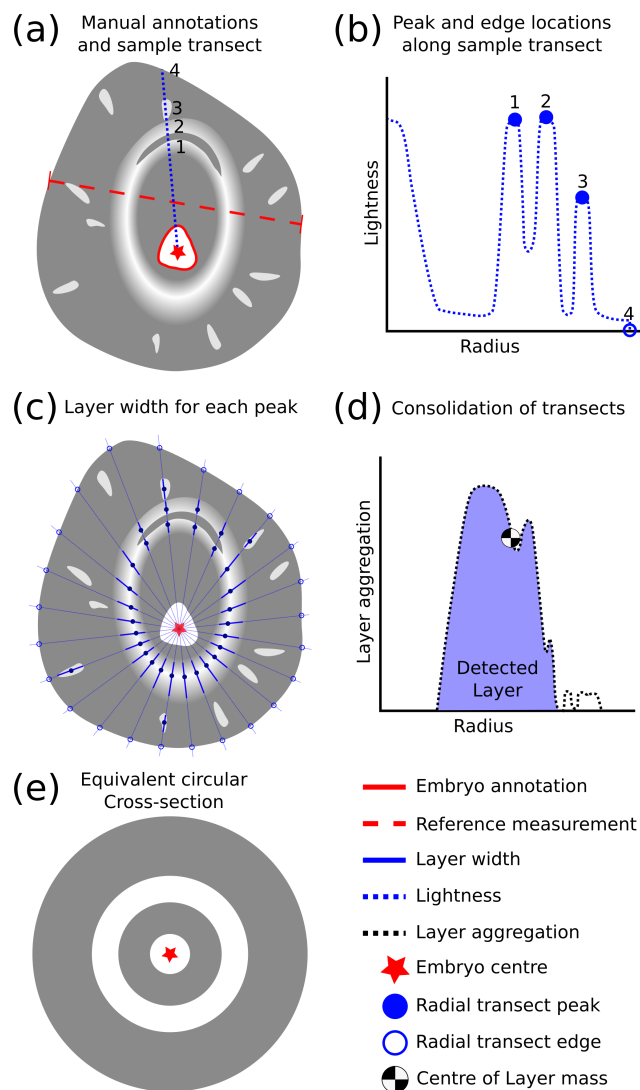 (a) Manual annotations
and sample transect
4
3
2
1
(b) Peak and edge locations
along sample transect
1
2
3
4
Lightness
Radius
(c) Layer width for each peak
(d) Consolidation of transects
Layer aggregation
Detected
Layer
Radius
(e) Equivalent circular
Cross-section
Embryo annotation
Reference measurement
Layer width
Lightness
Layer aggregation
Embryo centre
Radial transect peak
Radial transect edge
Centre of Layer mass